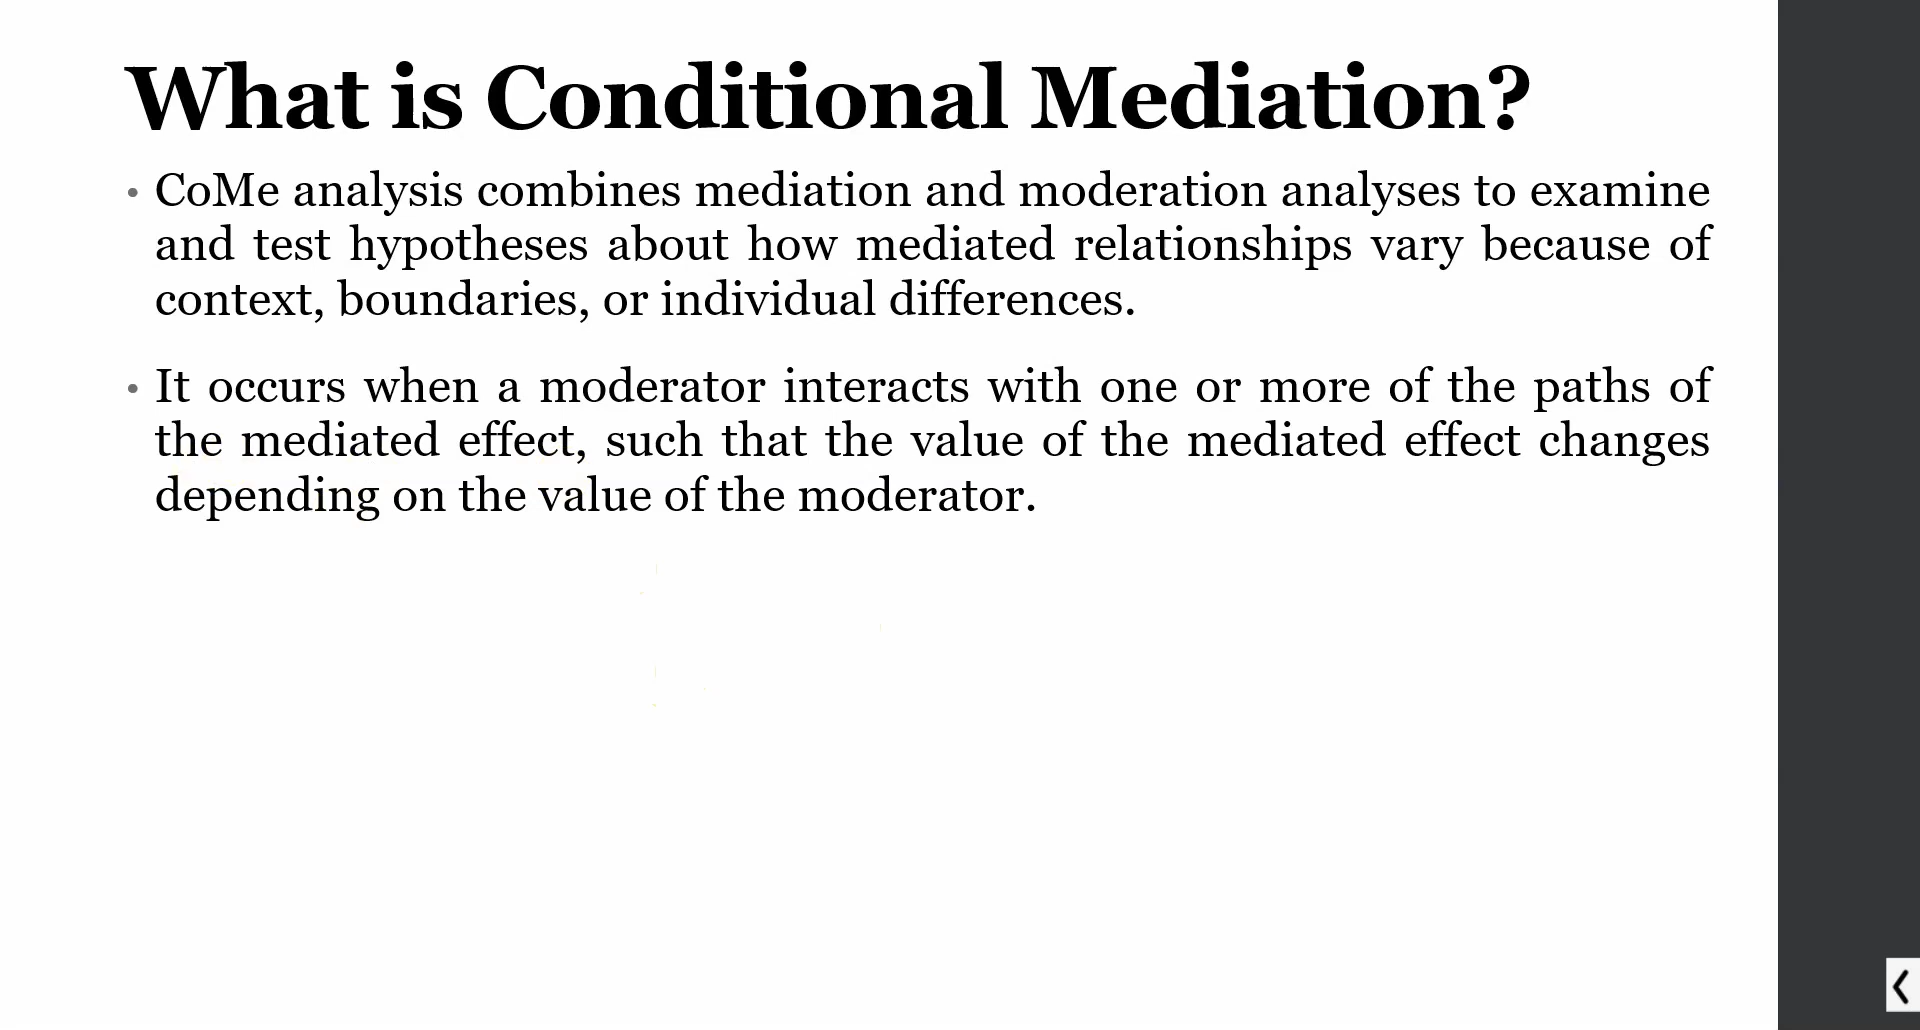 What is Conditional Mediation?
• CoMe analysis combines mediation and moderation analyses to examine
and test hypotheses about how mediated relationships vary because of
context, boundaries, or individual differences.
• It occurs when a moderator interacts with one or more of the paths of
the mediated effect, such that the value of the mediated effect changes
depending on the value of the moderator.